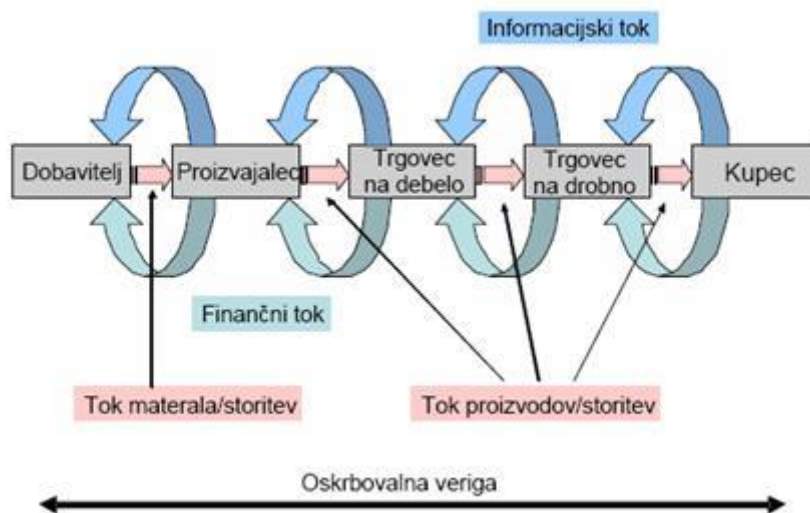 Informacijski tok
Dobavitelj
Proizvajalec
Trgovec
na debelo
Trgovec
na drobno
Kupec
Finančni tok
Tok materala/storitev
Tok proizvodov/storitev
Oskrbovalna veriga